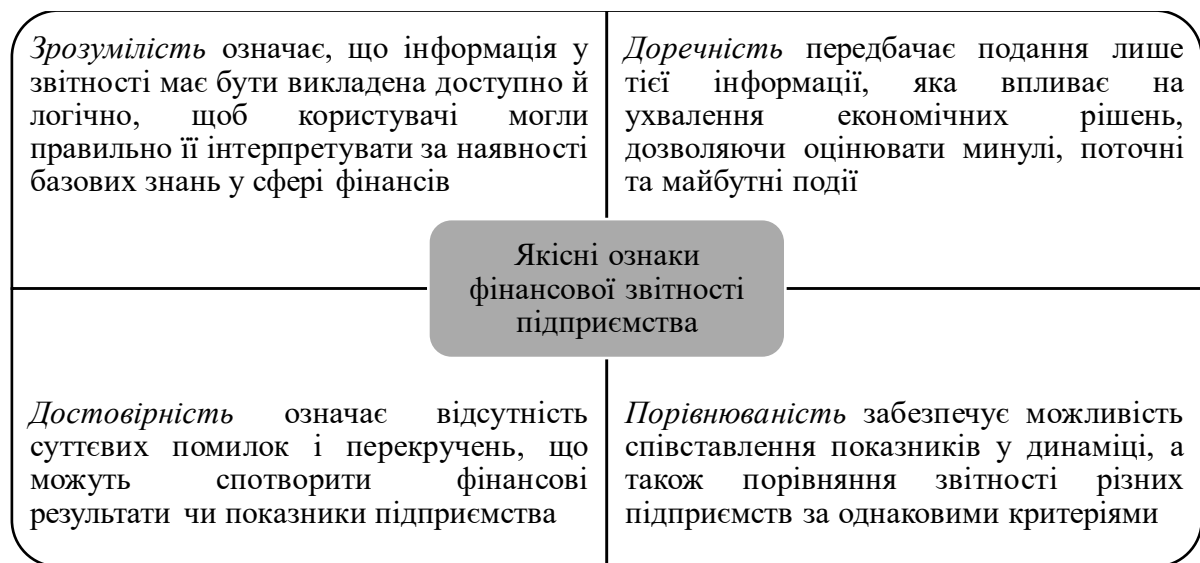 Зрозумілість означає, що інформація у
звітності має бути викладена доступно й
логічно, щоб користувачі могли
правильно її інтерпретувати за наявності
базових знань у сфері фінансів
Доречність передбачає подання лише
тієї інформації, яка впливає на
ухвалення економічних рішень,
дозволяючи оцінювати минулі, поточні
та майбутні події
Якісні ознаки
фінансової звітності
підприємства
Достовірність означає відсутність
суттєвих помилок і перекручень, що
можуть спотворити фінансові
результати чи показники підприємства
Порівнюваність забезпечує можливість
співставлення показників у динаміці, а
також порівняння звітності різних
підприємств за однаковими критеріями